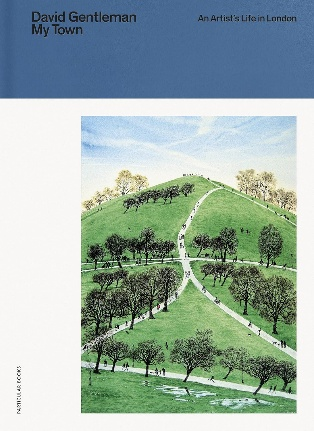 David Gentleman
My Town
An Artist's Life in London
PARTICULAR BOOKS